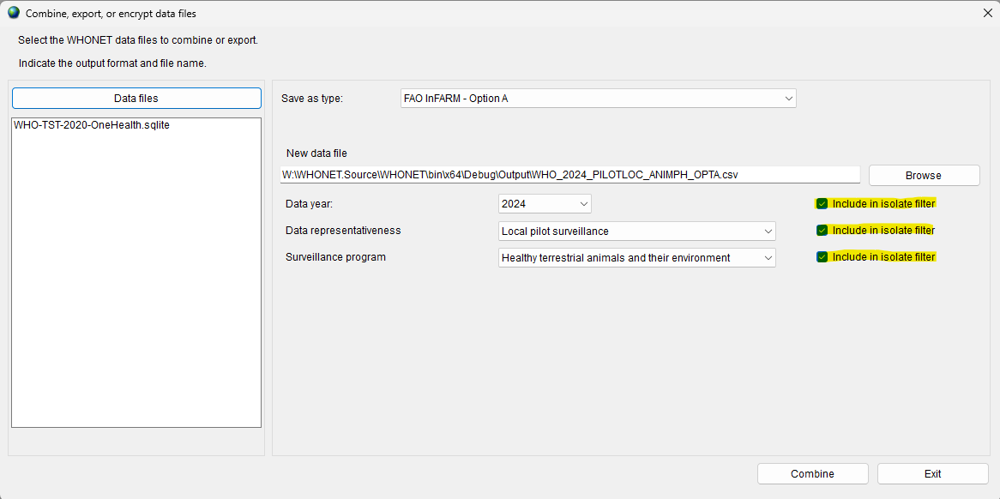 Combine, export, or encrypt data files
Select the WHONET data files to combine or export.
Indicate the output format and file name.
Data files
WHO-TST-2020-OneHealth.sqlite
Save as type:
FAO InFARM - Option A
New data file
W:\WHONET.Source\WHONET\bin\x64\Debug\Output\WHO_2024_PILOTLOC_ANIMPH_OPTA.csv
Browse
Data year:
2024
Include in isolate filter
Data representativeness
Local pilot surveillance
Include in isolate filter
Surveillance program
Healthy terrestrial animals and their environment
Include in isolate filter
Combine
Exit